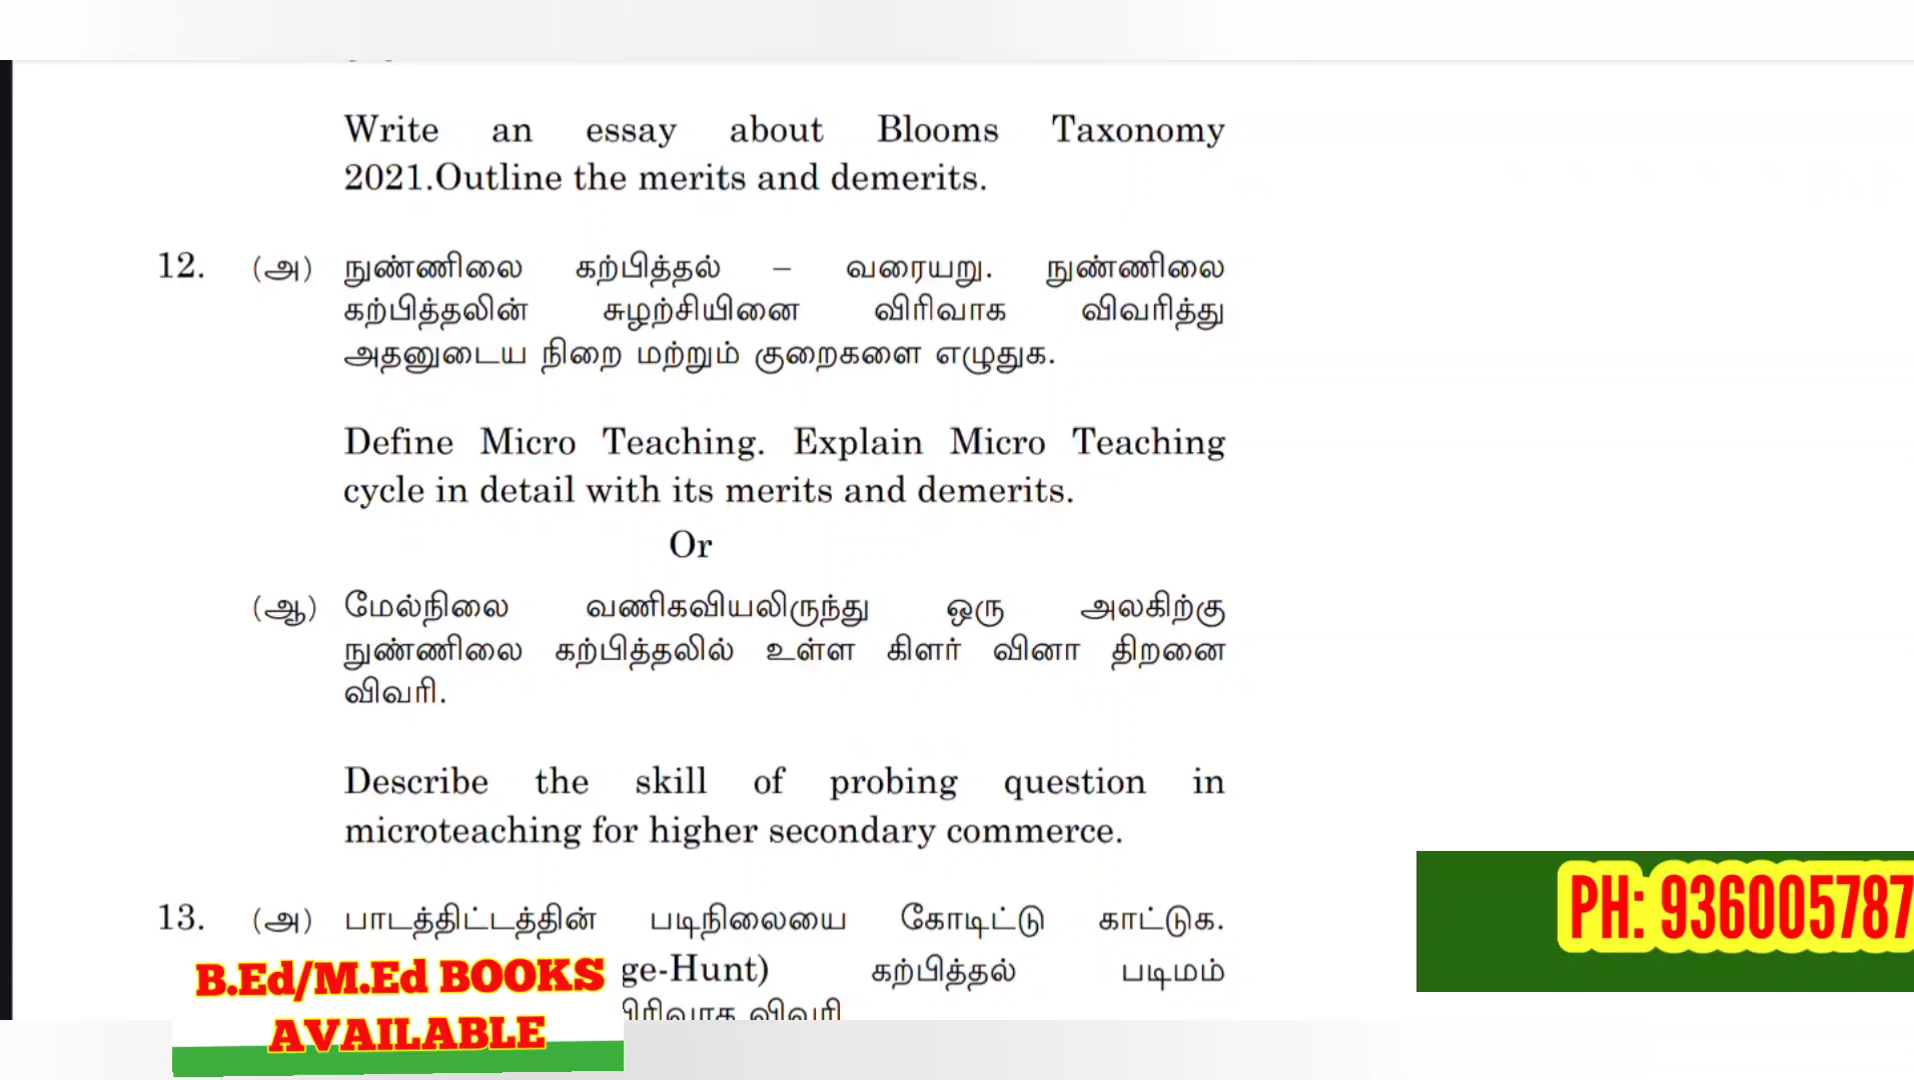 Write an essay about Blooms Taxonomy
2021.Outline the merits and demerits.
12. (அ) நுண்ணிலை கற்பித்தல் – வரையறு. நுண்ணிலை
கற்பித்தலின் சுழற்சியினை விரிவாக விவரித்து
அதனுடைய நிறை மற்றும் குறைகளை எழுதுக.
Define Micro Teaching. Explain Micro Teaching
cycle in detail with its merits and demerits.
Or
(ஆ) மேல்நிலை வணிகவியலிருந்து ஒரு அலகிற்கு
நுண்ணிலை கற்பித்தலில் உள்ள கிளர் வினா திறனை
விவரி.
Describe the skill of probing question in
microteaching for higher secondary commerce.
13. (அ) பாடத்திட்டத்தின் படிநிலையை கோடிட்டு காட்டுக.
ge-Hunt) கற்பித்தல் படிமம்
விவரி
B.Ed/M.Ed BOOKS
AVAILABLE
PH: 936005787